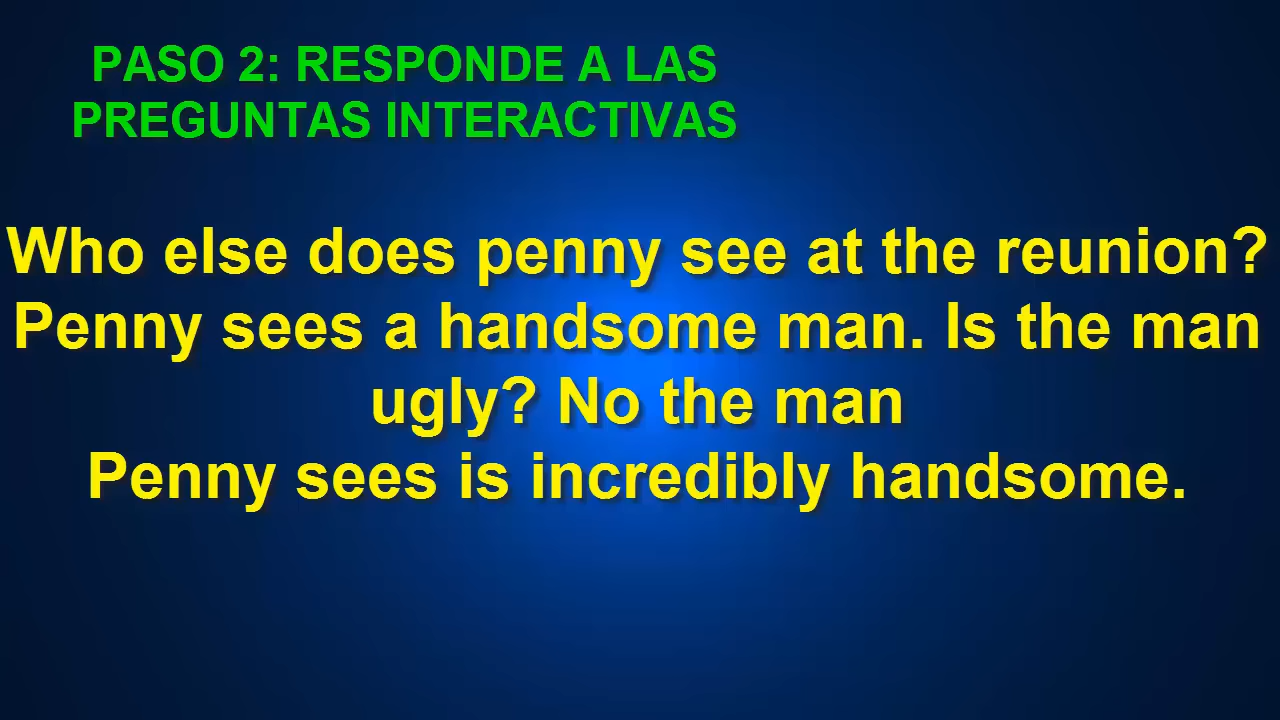 PASO 2: RESPONDE A LAS
PREGUNTAS INTERACTIVAS
Who else does penny see at the reunion?
Penny sees a handsome man. Is the man
ugly? No the man
Penny sees is incredibly handsome.